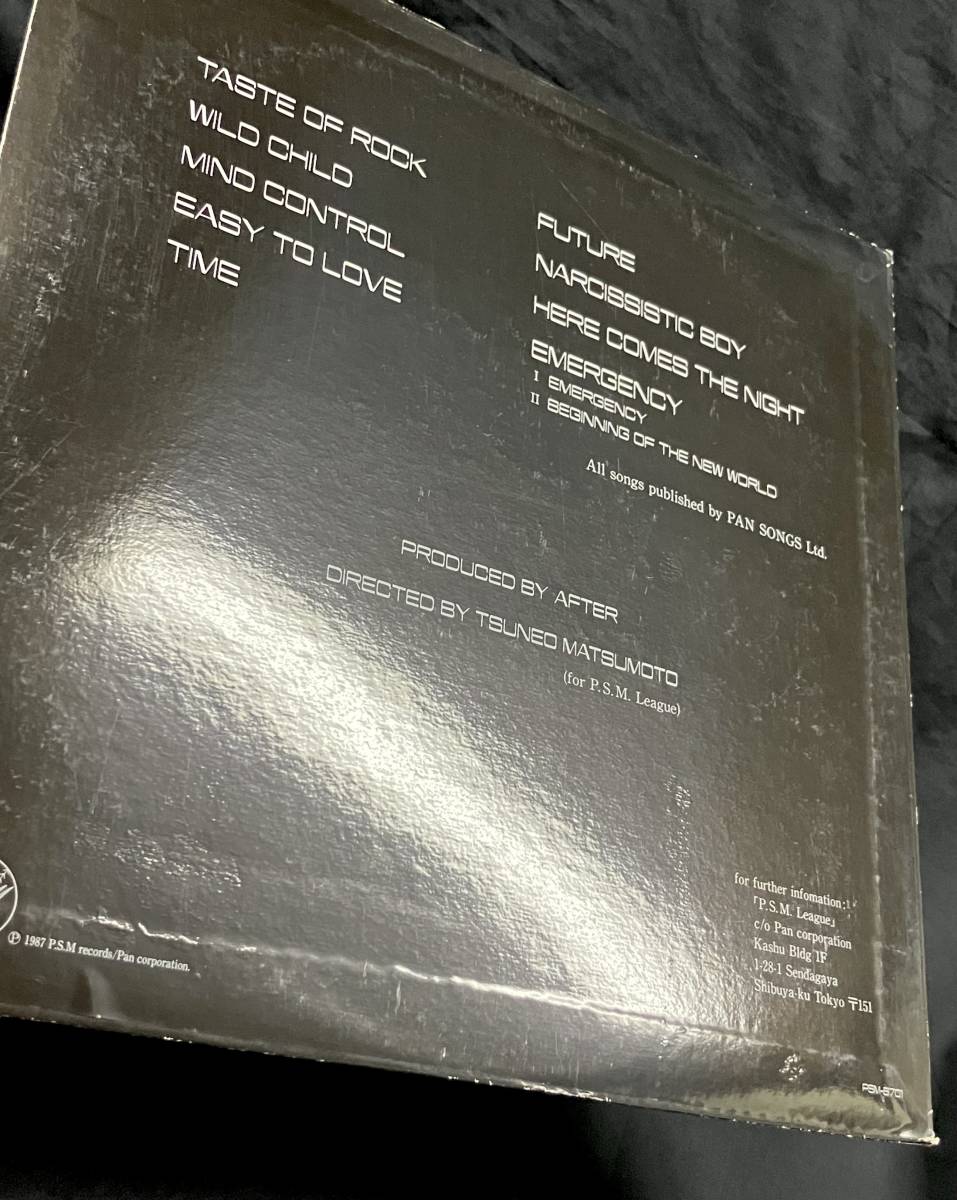 TASTE OF ROCK
WILD CHILD
MIND CONTROL
EASY TO LOVE
TIME
FUTURE
NARCISSISTIC BOY
HERE COMES THE NIGHT
EMERGENCY
I EMERGENCY
II BEGINNING OF THE NEW WORLD
All songs published by PAN SONGS Ltd.
PRODUCED BY AFTER
DIRECTED BY TSUNEO MATSUMOTO
(for P.S.M. League)
for further infomation:
「P.S.M. League」
c/o Pan corporation
Kashu Bldg 1F
1-28-1 Sendagaya
Shibuya-ku Tokyo 〒151
℗ 1987 P.S.M records/Pan corporation.
PSM-8701